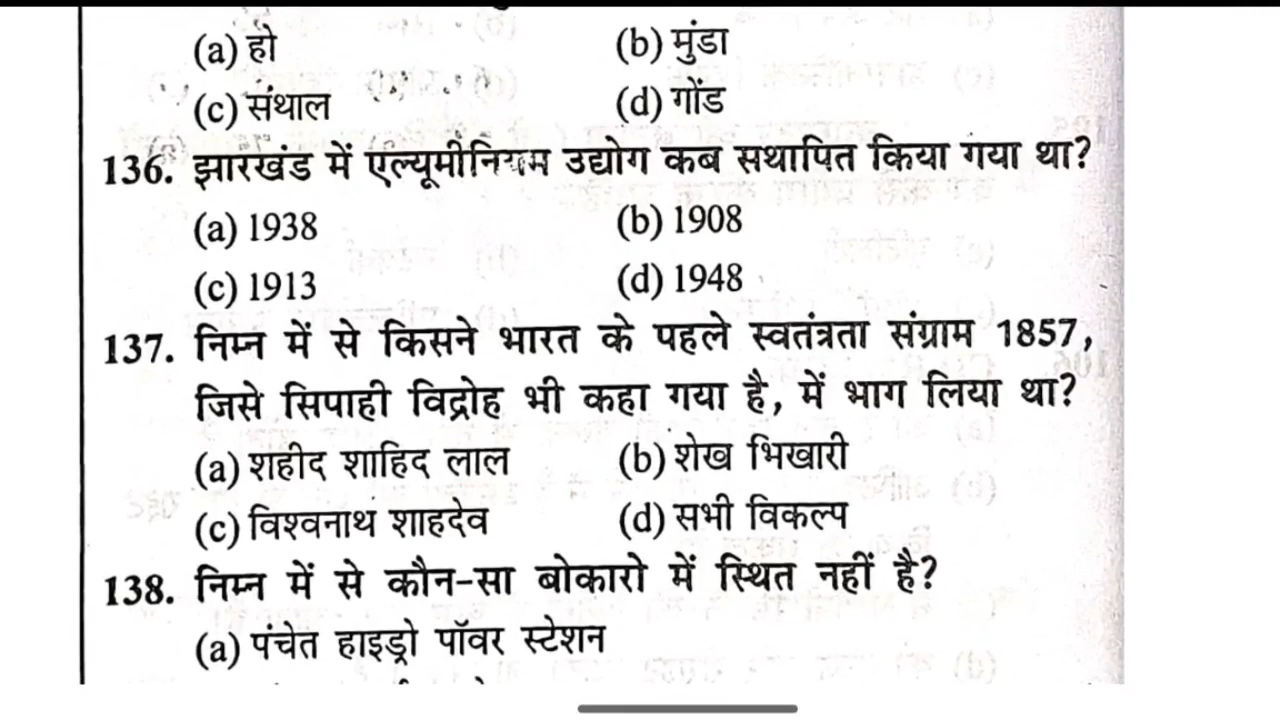 (a) हो (b) मुंडा
(c) संथाल (d) गोंड
136. झारखंड में एल्यूमीनियम उद्योग कब सथापित किया गया था?
(a) 1938 (b) 1908
(c) 1913 (d) 1948
137. निम्न में से किसने भारत के पहले स्वतंत्रता संग्राम 1857,
जिसे सिपाही विद्रोह भी कहा गया है, में भाग लिया था?
(a) शहीद शाहिद लाल (b) शेख भिखारी
(c) विश्वनाथ शाहदेव (d) सभी विकल्प
138. निम्न में से कौन-सा बोकारो में स्थित नहीं है?
(a) पंचेत हाइड्रो पॉवर स्टेशन